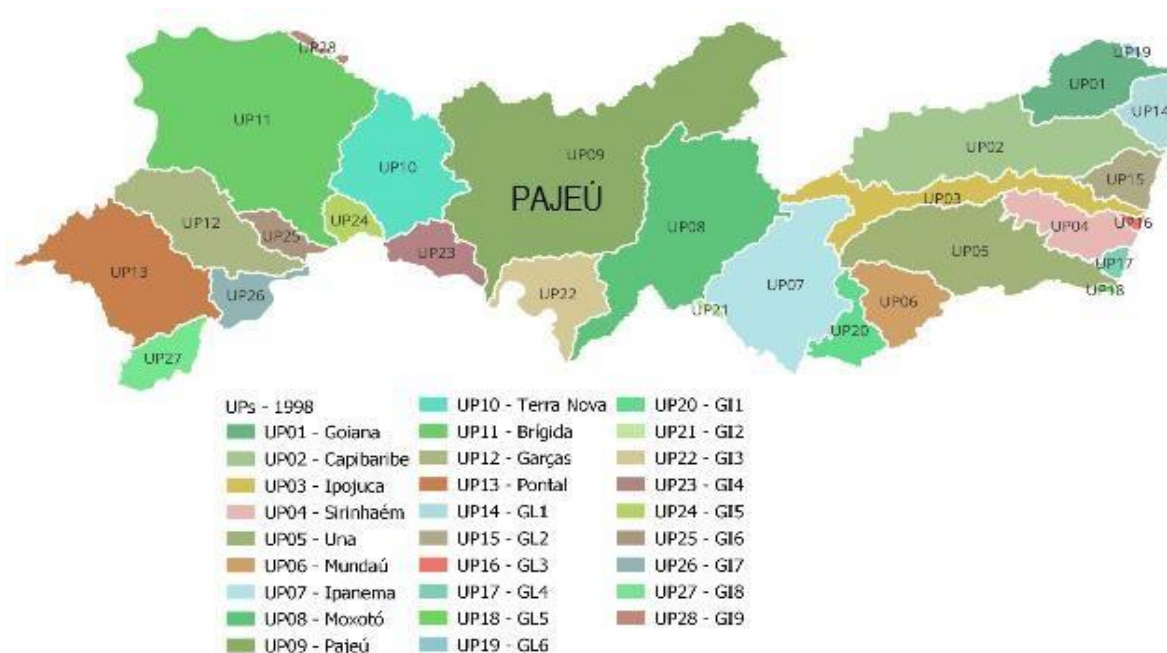 UP28
UP19
UP01
UP11
UP14
UP02
UP09
UP10
UP15
PAJEÚ
UP03
UP12
UP24
UP16
UP25
UP08
UP04
UP23
UP05
UP17
UP13
UP07
UP18
UP26
UP22
UP06
UP21
UP20
UP27
UPs - 1998
UP01 - Goiana
UP02 - Capibaribe
UP03 - Ipojuca
UP04 - Sirinhaém
UP05 - Una
UP06 - Mundaú
UP07 - Ipanema
UP08 - Moxotó
UP09 - Pajeú
UP10 - Terra Nova
UP11 - Brígida
UP12 - Garças
UP13 - Pontal
UP14 - GL1
UP15 - GL2
UP16 - GL3
UP17 - GL4
UP18 - GL5
UP19 - GL6
UP20 - GI1
UP21 - GI2
UP22 - GI3
UP23 - GI4
UP24 - GI5
UP25 - GI6
UP26 - GI7
UP27 - GI8
UP28 - GI9